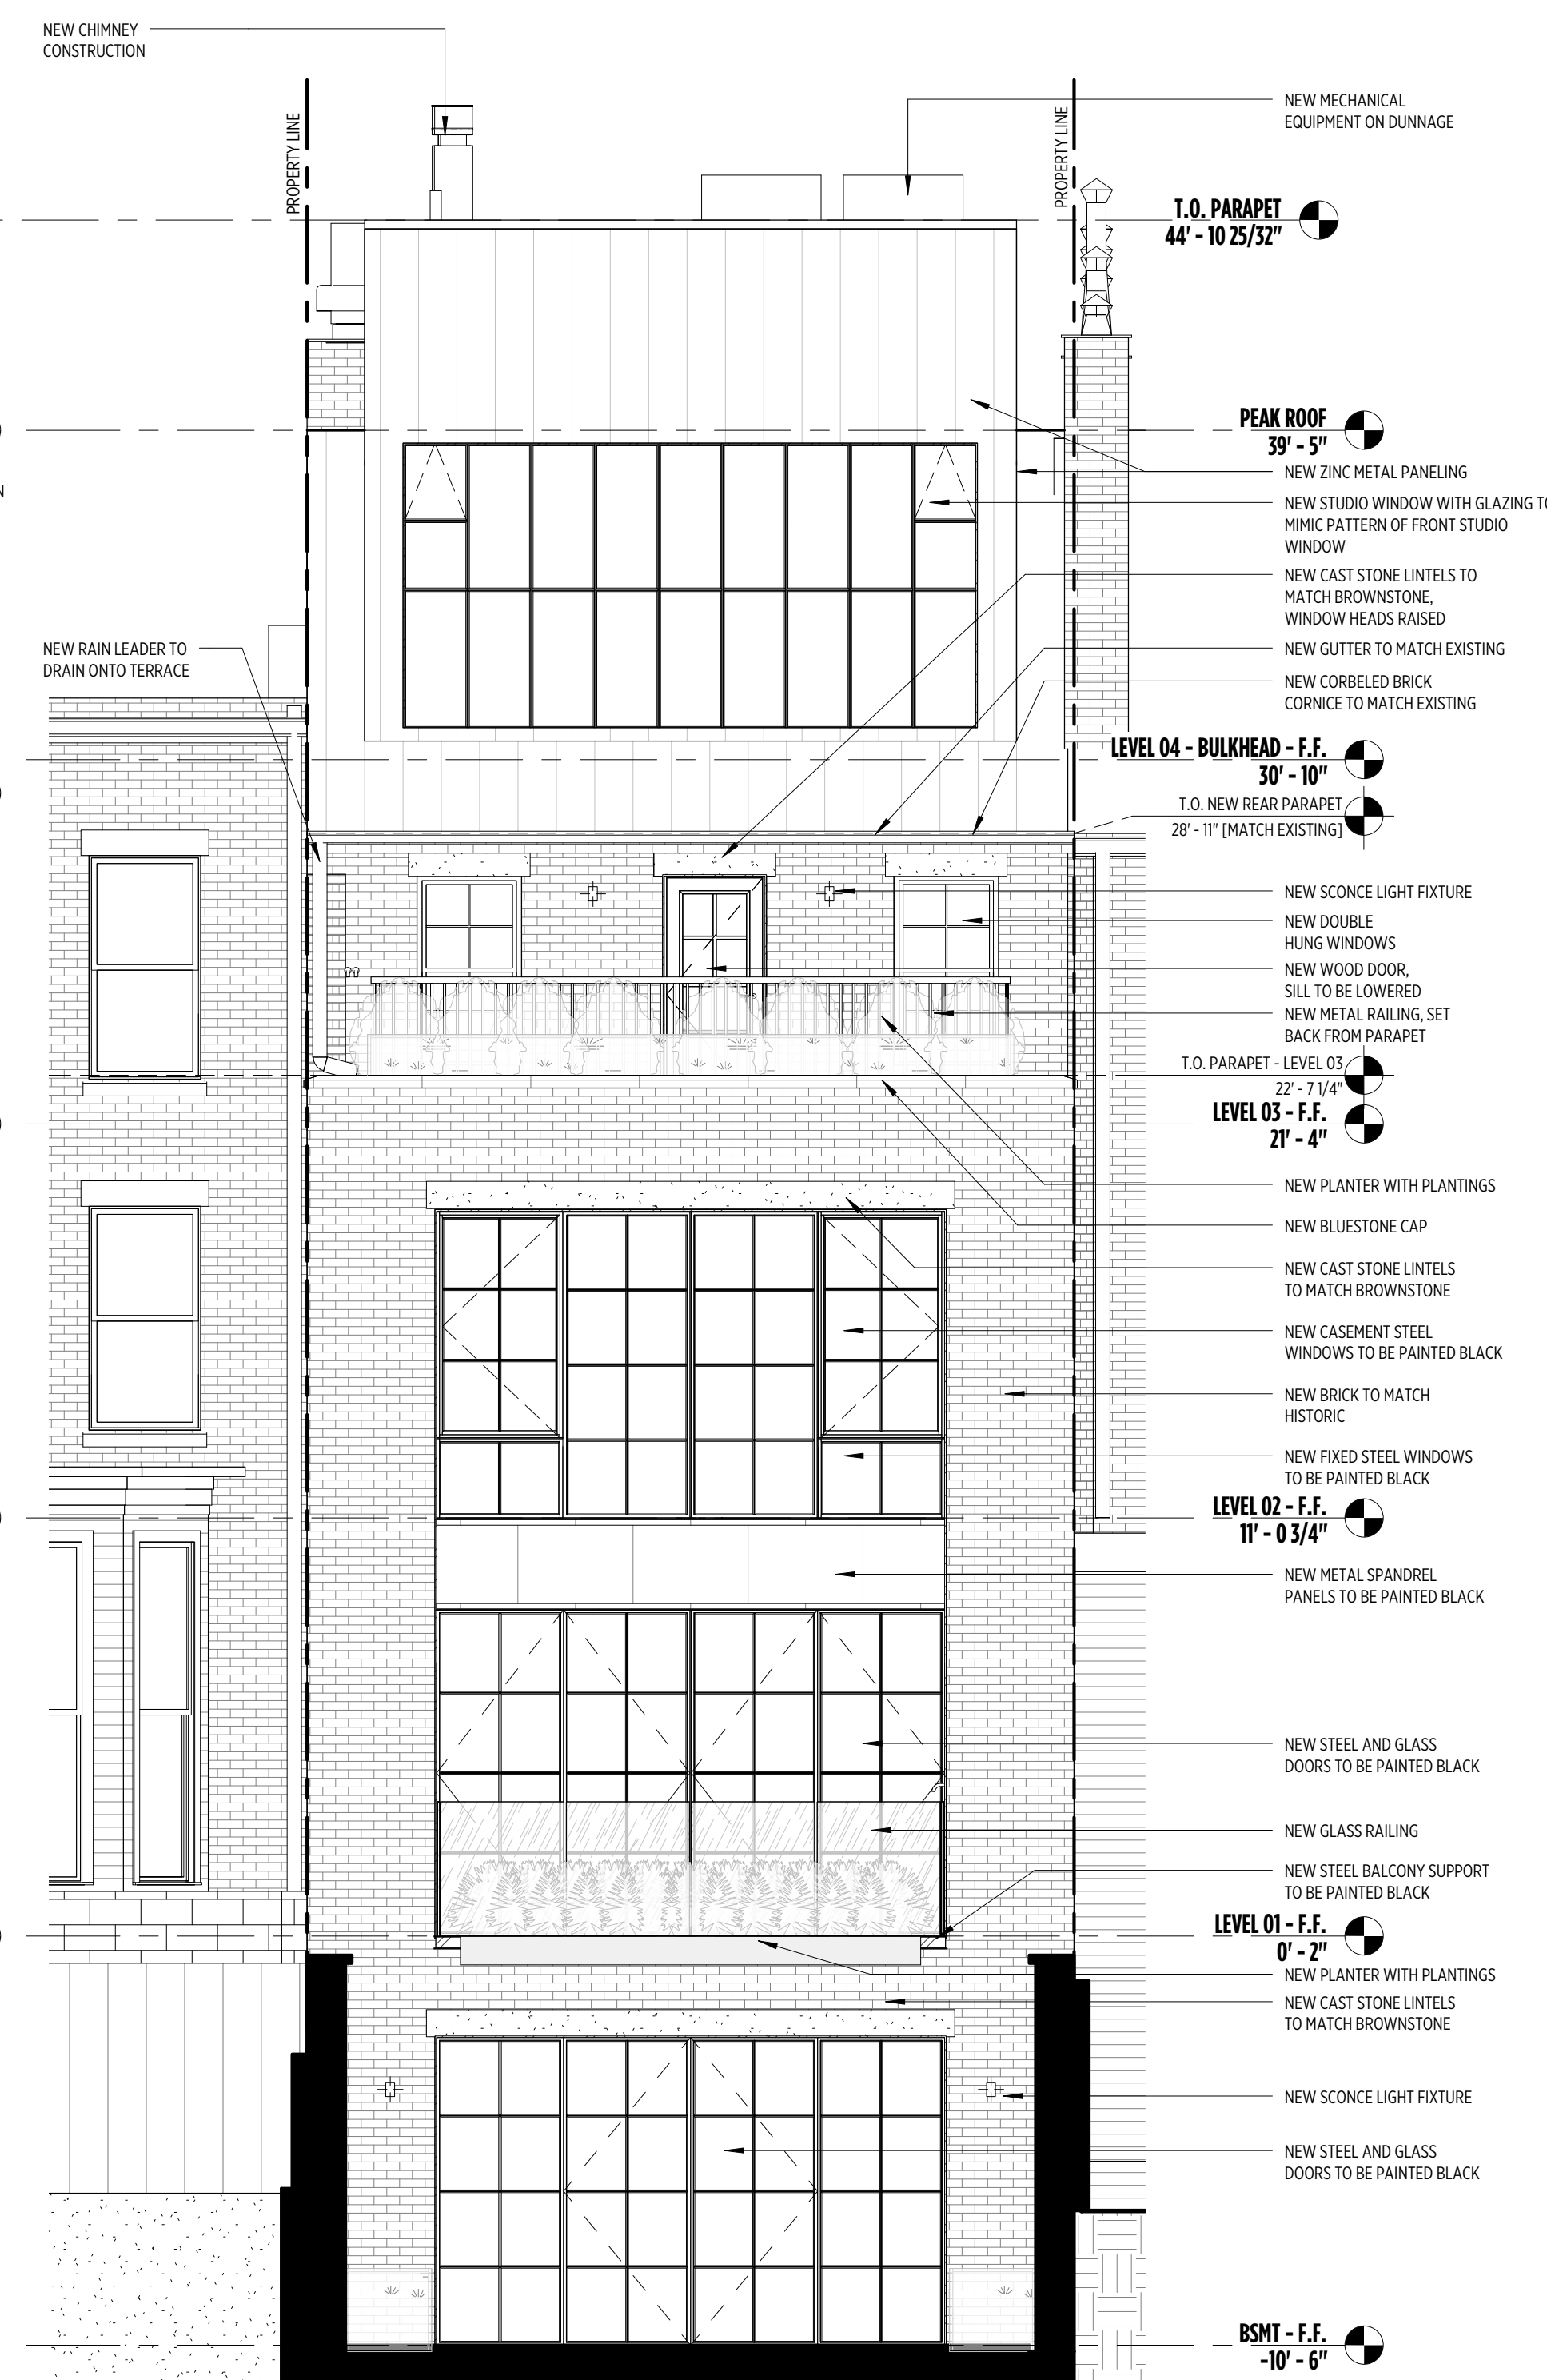 NEW CHIMNEY
CONSTRUCTION
PROPERTY LINE
PROPERTY LINE
NEW MECHANICAL
EQUIPMENT ON DUNNAGE
T.O. PARAPET
44' - 10 25/32"
PEAK ROOF
39' - 5"
NEW ZINC METAL PANELING
NEW STUDIO WINDOW WITH GLAZING TO
MIMIC PATTERN OF FRONT STUDIO
WINDOW
NEW CAST STONE LINTELS TO
MATCH BROWNSTONE,
WINDOW HEADS RAISED
NEW RAIN LEADER TO
DRAIN ONTO TERRACE
NEW GUTTER TO MATCH EXISTING
NEW CORBELED BRICK
CORNICE TO MATCH EXISTING
LEVEL 04 - BULKHEAD - F.F.
30' - 10"
T.O. NEW REAR PARAPET
28' - 11" [MATCH EXISTING]
NEW SCONCE LIGHT FIXTURE
NEW DOUBLE
HUNG WINDOWS
NEW WOOD DOOR,
SILL TO BE LOWERED
NEW METAL RAILING, SET
BACK FROM PARAPET
T.O. PARAPET - LEVEL 03
22' - 7 1/4"
LEVEL 03 - F.F.
21' - 4"
NEW PLANTER WITH PLANTINGS
NEW BLUESTONE CAP
NEW CAST STONE LINTELS
TO MATCH BROWNSTONE
NEW CASEMENT STEEL
WINDOWS TO BE PAINTED BLACK
NEW BRICK TO MATCH
HISTORIC
NEW FIXED STEEL WINDOWS
TO BE PAINTED BLACK
LEVEL 02 - F.F.
11' - 0 3/4"
NEW METAL SPANDREL
PANELS TO BE PAINTED BLACK
NEW STEEL AND GLASS
DOORS TO BE PAINTED BLACK
NEW GLASS RAILING
NEW STEEL BALCONY SUPPORT
TO BE PAINTED BLACK
LEVEL 01 - F.F.
0' - 2"
NEW PLANTER WITH PLANTINGS
NEW CAST STONE LINTELS
TO MATCH BROWNSTONE
NEW SCONCE LIGHT FIXTURE
NEW STEEL AND GLASS
DOORS TO BE PAINTED BLACK
BSMT - F.F.
-10' - 6"